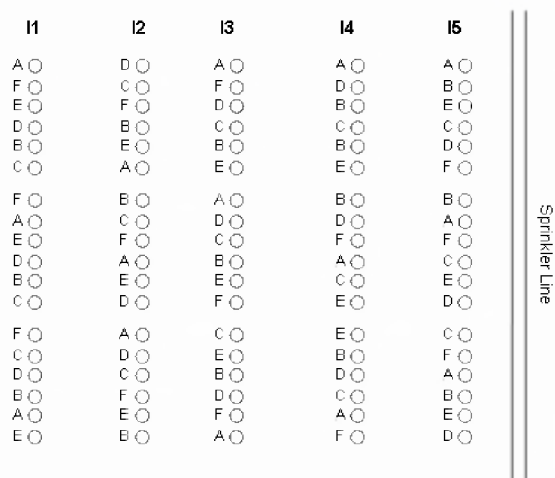 I1 I2 I3 I4 I5
A D A A A
F C F D B
E F D B E
D B C C C
B E B B D
C A E E F
F B A B B
A C D D A
E F C F F
D A B A C
B E E C E
C D F E D
F A C E C
C D E B F
D C B D A
B F D C B
A E F A E
E B A F D
Sprinkler Line